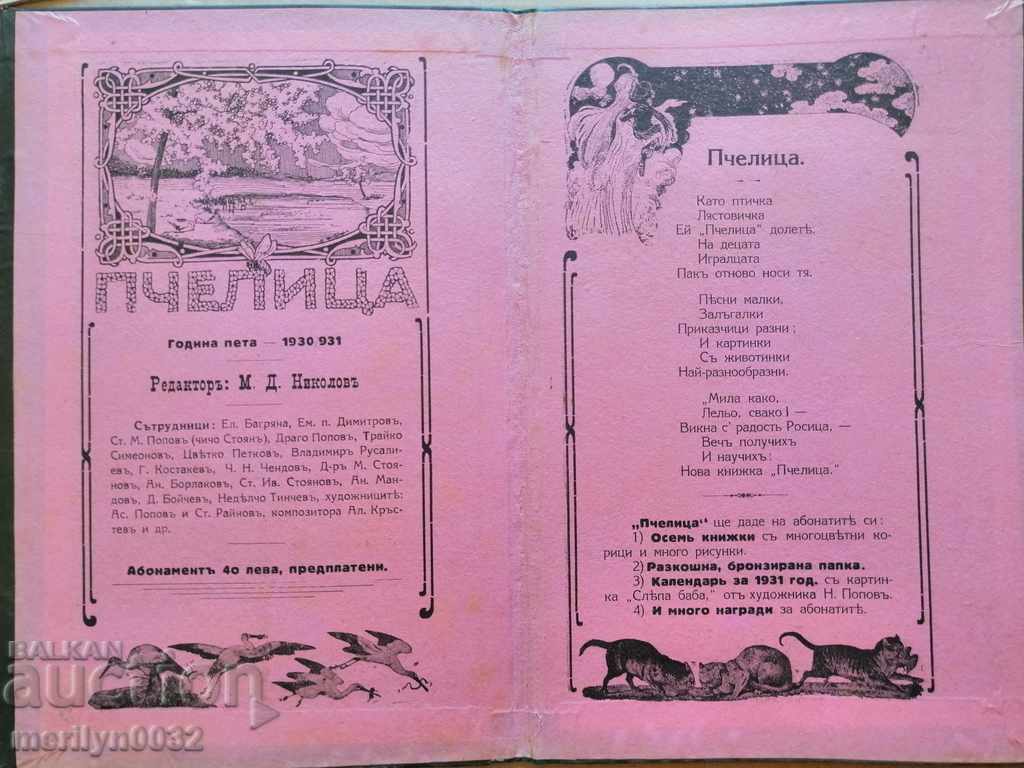 ПЧЕЛИЦА
Година пета — 1930 931
Редакторъ: М. Д. Николовъ
Сътрудници: Ел. Багряна, Ем. п. Димитровъ,
Ст. М. Поповъ (чичо Стоянъ), Драго Поповъ, Трайко
Симеоновъ, Цвѣтко Петковъ, Владимиръ Русали-
евъ, Г. Костакевъ, Ч. Н. Чендовъ, Д-ръ М. Стоя-
новъ, Ан. Борлаковъ, Ст. Ив. Стояновъ, Ан. Ман-
довъ, Д. Бойчевъ, Недѣлчо Тинчевъ, художницитѣ:
Ас. Поповъ и Ст. Райновъ, композитора Ал. Кръс-
тевъ и др.
Абонаментъ 40 лева, предплатени.
Пчелица.
Като птичка
Лястовичка
Ей „Пчелица" долетѣ.
На децата
Игралцата
Пакъ отново носи тя.
Пѣсни малки,
Залъгалки
Приказчици разни;
И картинки
Съ животинки
Най-разнообразни.
„Мила како,
Лельо, свако! —
Викна с' радость Росица, —
Вечъ получихъ
И научихъ:
Нова книжка „Пчелица."
„Пчелица" ще даде на абонатитѣ си:
1) Осемь книжки съ многоцвѣтни ко-
рици и много рисунки.
2) Разкошна, бронзирана папка.
3) Календарь за 1931 год. съ картин-
ка „Слѣпа баба," отъ художника Н. Поповъ.
4) И много награди за абонатитѣ.
BALKAN
auction
merilyn0032